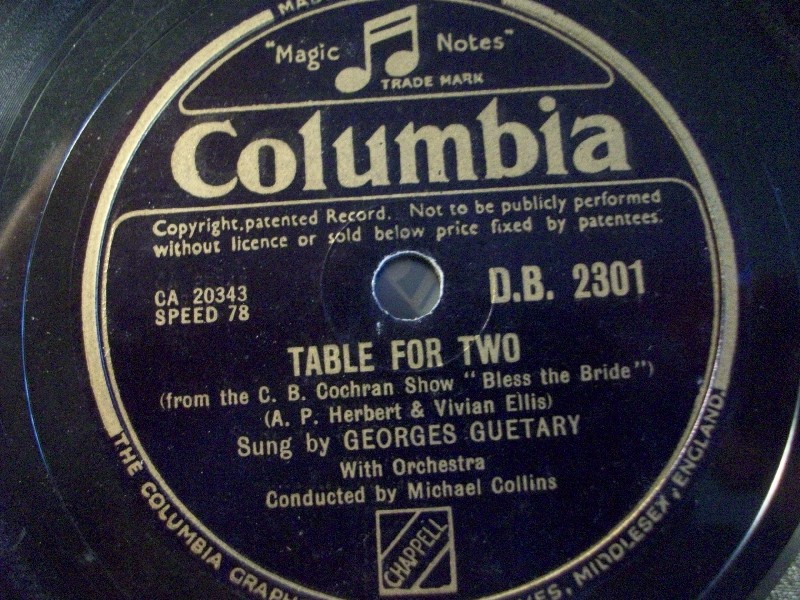 "Magic Notes"
TRADE MARK
Columbia
Copyright, patented Record. Not to be publicly performed
without licence or sold below price fixed by patentees.
CA 20343
SPEED 78
D.B. 2301
TABLE FOR TWO
(from the C. B. Cochran Show "Bless the Bride")
(A. P. Herbert & Vivian Ellis)
Sung by GEORGES GUETARY
With Orchestra
Conducted by Michael Collins
CHAPPELL
THE COLUMBIA
MIDDLESEX, ENGLAND.